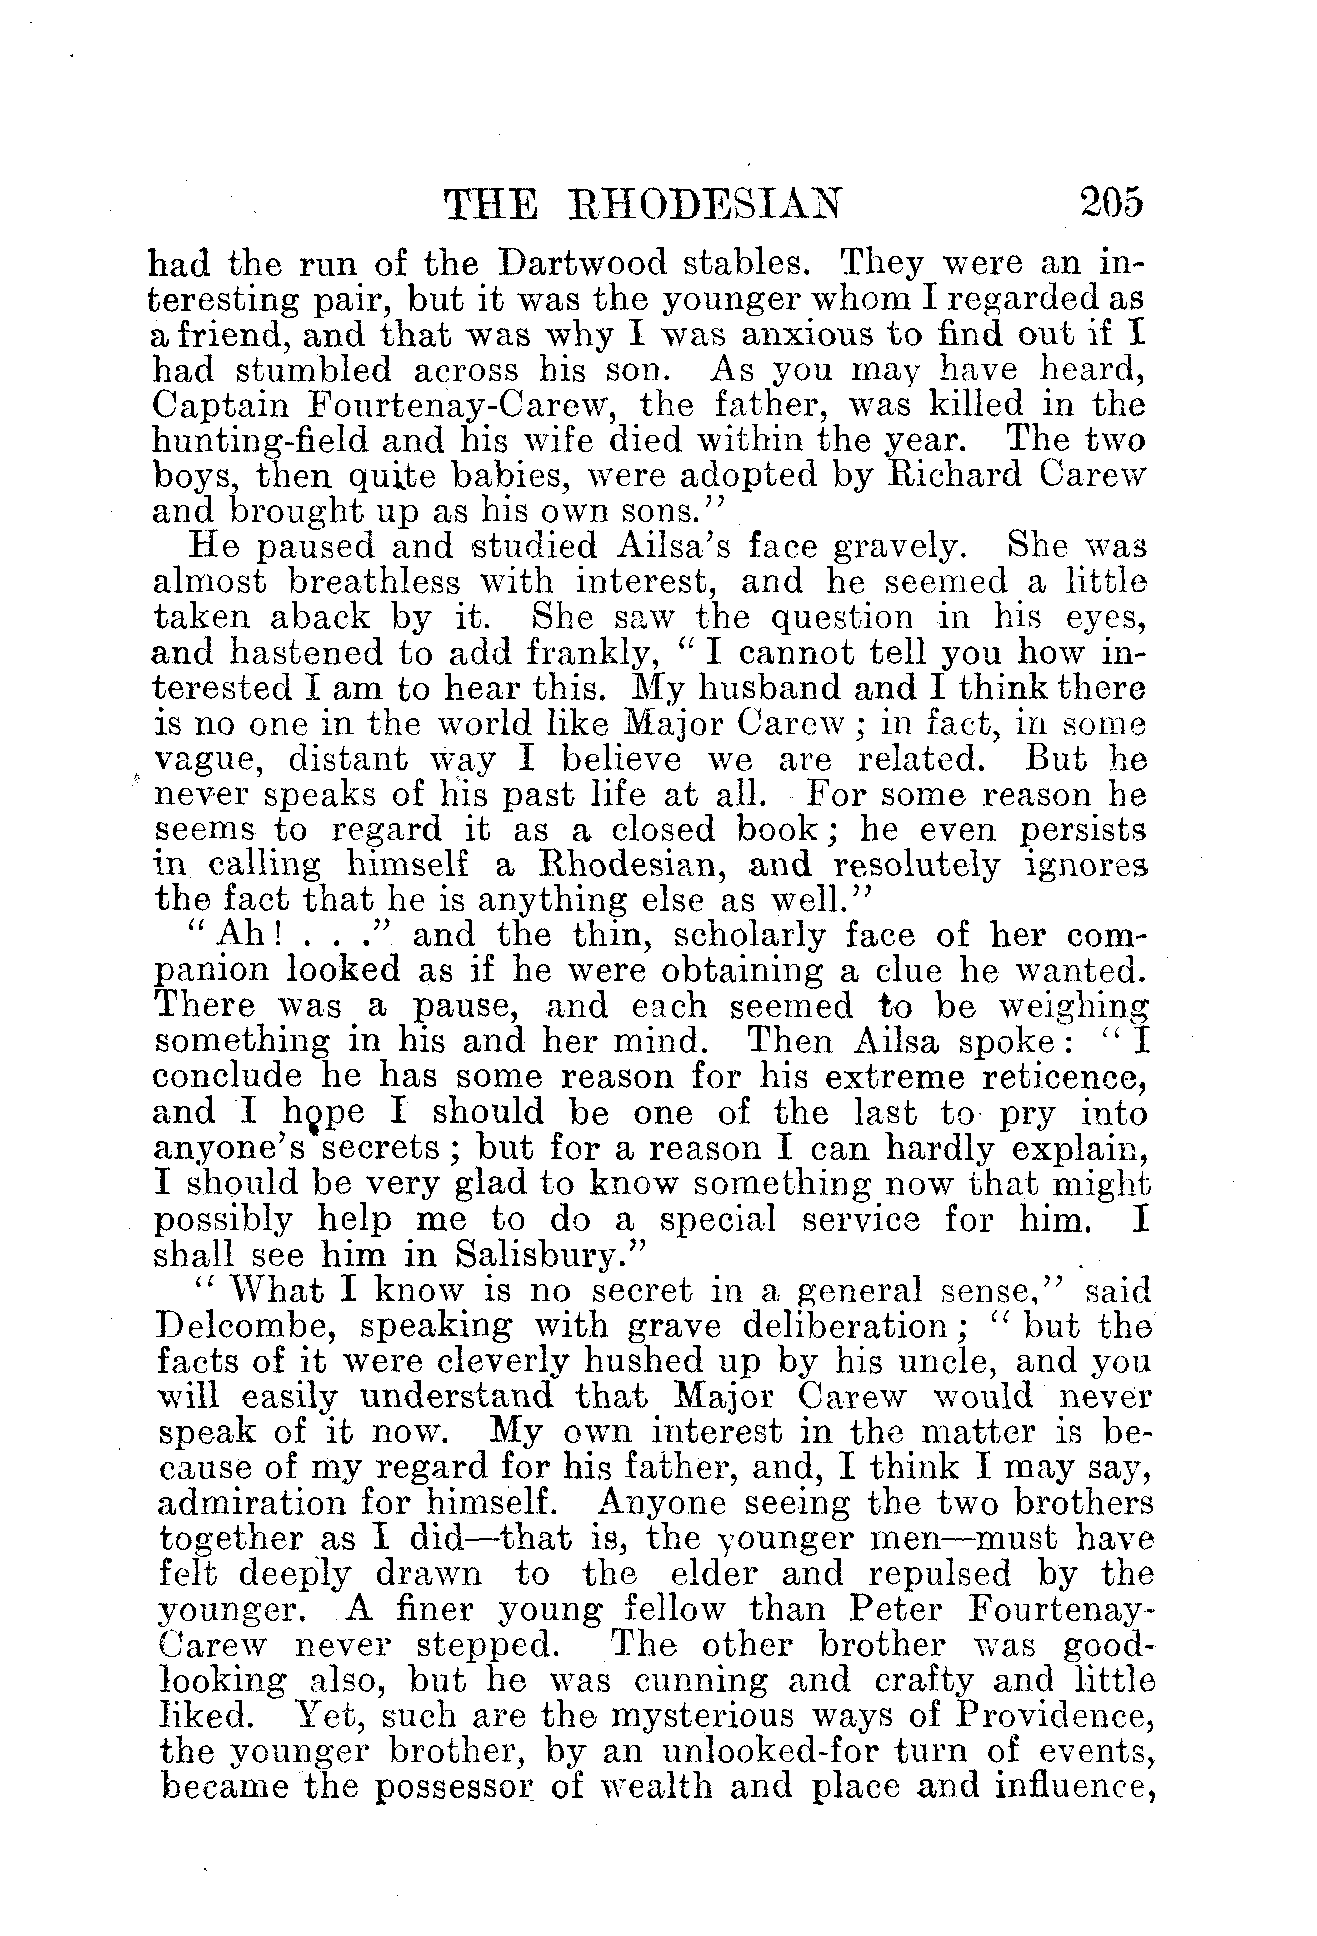 THE RHODESIAN 205
had the run of the Dartwood stables. They were an in-
teresting pair, but it was the younger whom I regarded as
a friend, and that was why I was anxious to find out if I
had stumbled across his son. As you may have heard,
Captain Fourtenay-Carew, the father, was killed in the
hunting-field and his wife died within the year. The two
boys, then quite babies, were adopted by Richard Carew
and brought up as his own sons.”
He paused and studied Ailsa’s face gravely. She was
almost breathless with interest, and he seemed a little
taken aback by it. She saw the question in his eyes,
and hastened to add frankly, “ I cannot tell you how in-
terested I am to hear this. My husband and I think there
is no one in the world like Major Carew ; in fact, in some
vague, distant way I believe we are related. But he
never speaks of his past life at all. For some reason he
seems to regard it as a closed book ; he even persists
in calling himself a Rhodesian, and resolutely ignores
the fact that he is anything else as well.”
“ Ah ! . . .” and the thin, scholarly face of her com-
panion looked as if he were obtaining a clue he wanted.
There was a pause, and each seemed to be weighing
something in his and her mind. Then Ailsa spoke : “ I
conclude he has some reason for his extreme reticence,
and I hope I should be one of the last to pry into
anyone’s secrets ; but for a reason I can hardly explain,
I should be very glad to know something now that might
possibly help me to do a special service for him. I
shall see him in Salisbury.”
“ What I know is no secret in a general sense,” said
Delcombe, speaking with grave deliberation ; “ but the
facts of it were cleverly hushed up by his uncle, and you
will easily understand that Major Carew would never
speak of it now. My own interest in the matter is be-
cause of my regard for his father, and, I think I may say,
admiration for himself. Anyone seeing the two brothers
together as I did—that is, the younger men—must have
felt deeply drawn to the elder and repulsed by the
younger. A finer young fellow than Peter Fourtenay-
Carew never stepped. The other brother was good-
looking also, but he was cunning and crafty and little
liked. Yet, such are the mysterious ways of Providence,
the younger brother, by an unlooked-for turn of events,
became the possessor of wealth and place and influence,